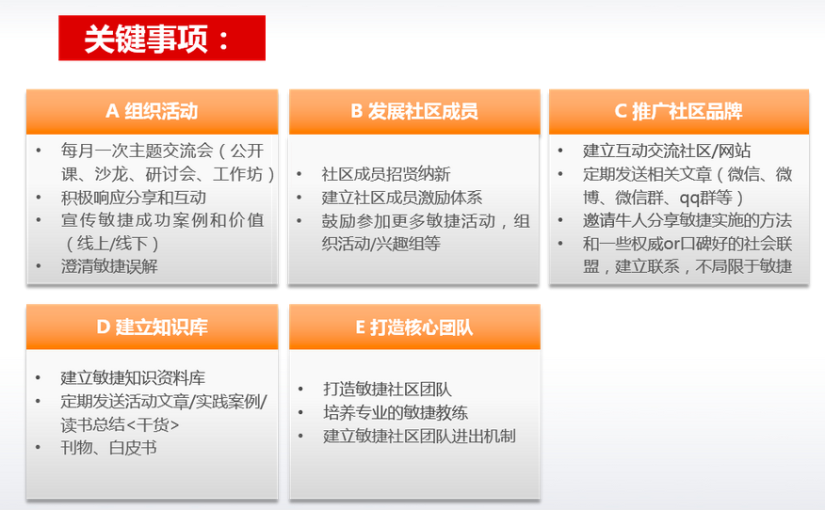 关键事项：
A 组织活动
• 每月一次主题交流会（公开
课、沙龙、研讨会、工作坊）
• 积极响应分享和互动
• 宣传敏捷成功案例和价值
（线上/线下）
• 澄清敏捷误解
B 发展社区成员
• 社区成员招贤纳新
• 建立社区成员激励体系
• 鼓励参加更多敏捷活动，组
织活动/兴趣组等
C 推广社区品牌
• 建立互动交流社区/网站
• 定期发送相关文章（微信、微
博、微信群、qq群等）
• 邀请牛人分享敏捷实施的方法
• 和一些权威or口碑好的社会联
盟，建立联系，不局限于敏捷
D 建立知识库
• 建立敏捷知识资料库
• 定期发送活动文章/实践案例/
读书总结<干货>
• 刊物、白皮书
E 打造核心团队
• 打造敏捷社区团队
• 培养专业的敏捷教练
• 建立敏捷社区团队进出机制